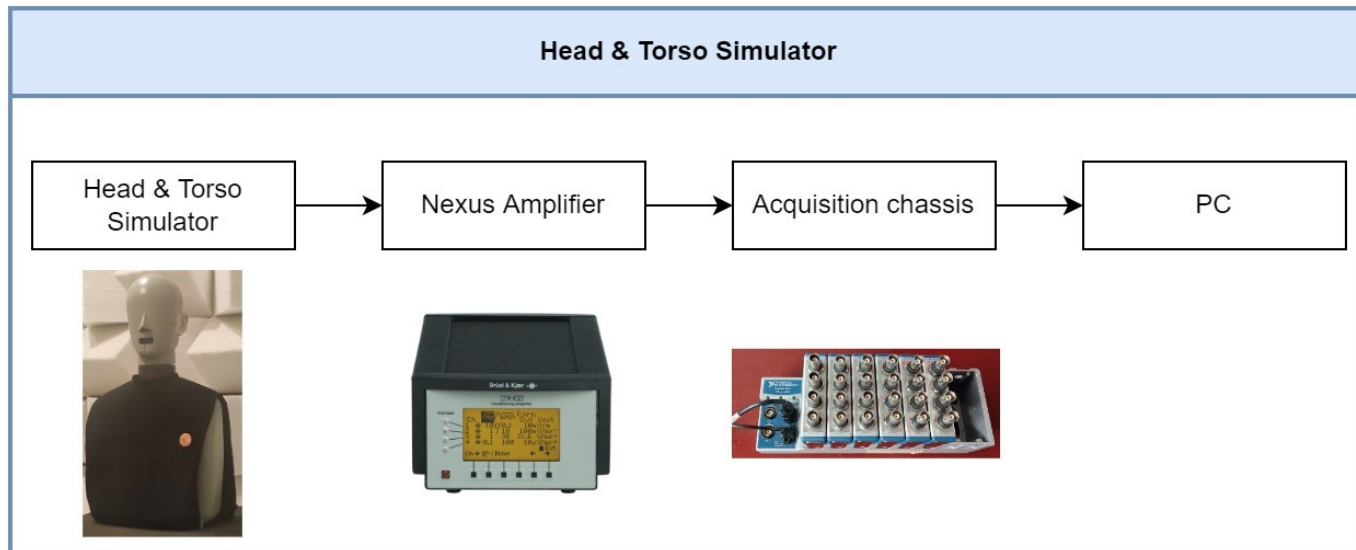 Head & Torso Simulator
Head & Torso
Simulator
Nexus Amplifier
Acquisition chassis
PC
Brüel & Kjær